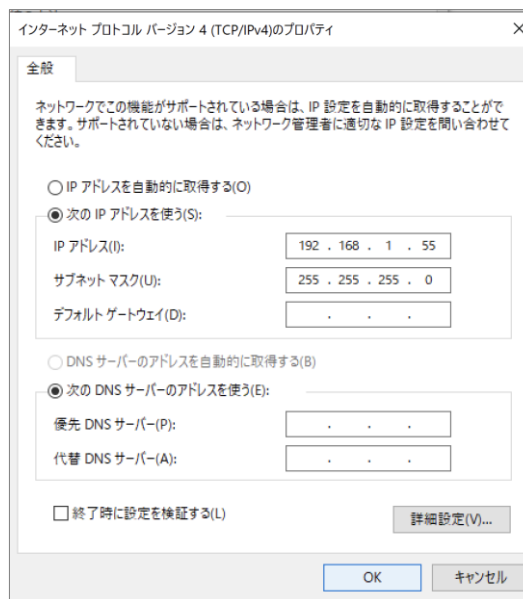 インターネット プロトコル バージョン 4 (TCP/IPv4)のプロパティ
全般
ネットワークでこの機能がサポートされている場合は、IP 設定を自動的に取得することがで
きます。サポートされていない場合は、ネットワーク管理者に適切な IP 設定を問い合わせて
ください。
IP アドレスを自動的に取得する(O)
次の IP アドレスを使う(S):
IP アドレス(I): 192 . 168 . 1 . 55
サブネット マスク(U): 255 . 255 . 255 . 0
デフォルト ゲートウェイ(D): . . .
DNS サーバーのアドレスを自動的に取得する(B)
次の DNS サーバーのアドレスを使う(E):
優先 DNS サーバー(P): . . .
代替 DNS サーバー(A): . . .
終了時に設定を検証する(L)
詳細設定(V)...
OK キャンセル